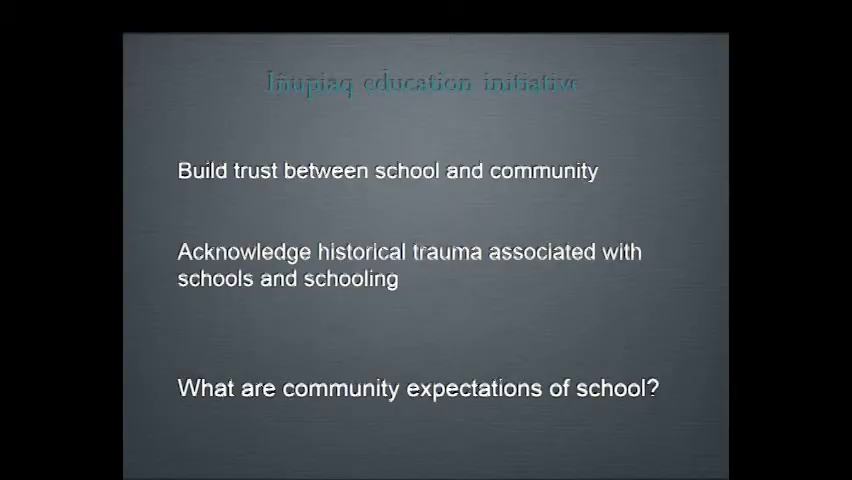 Iñupiaq education initiative
Build trust between school and community
Acknowledge historical trauma associated with
schools and schooling
What are community expectations of school?